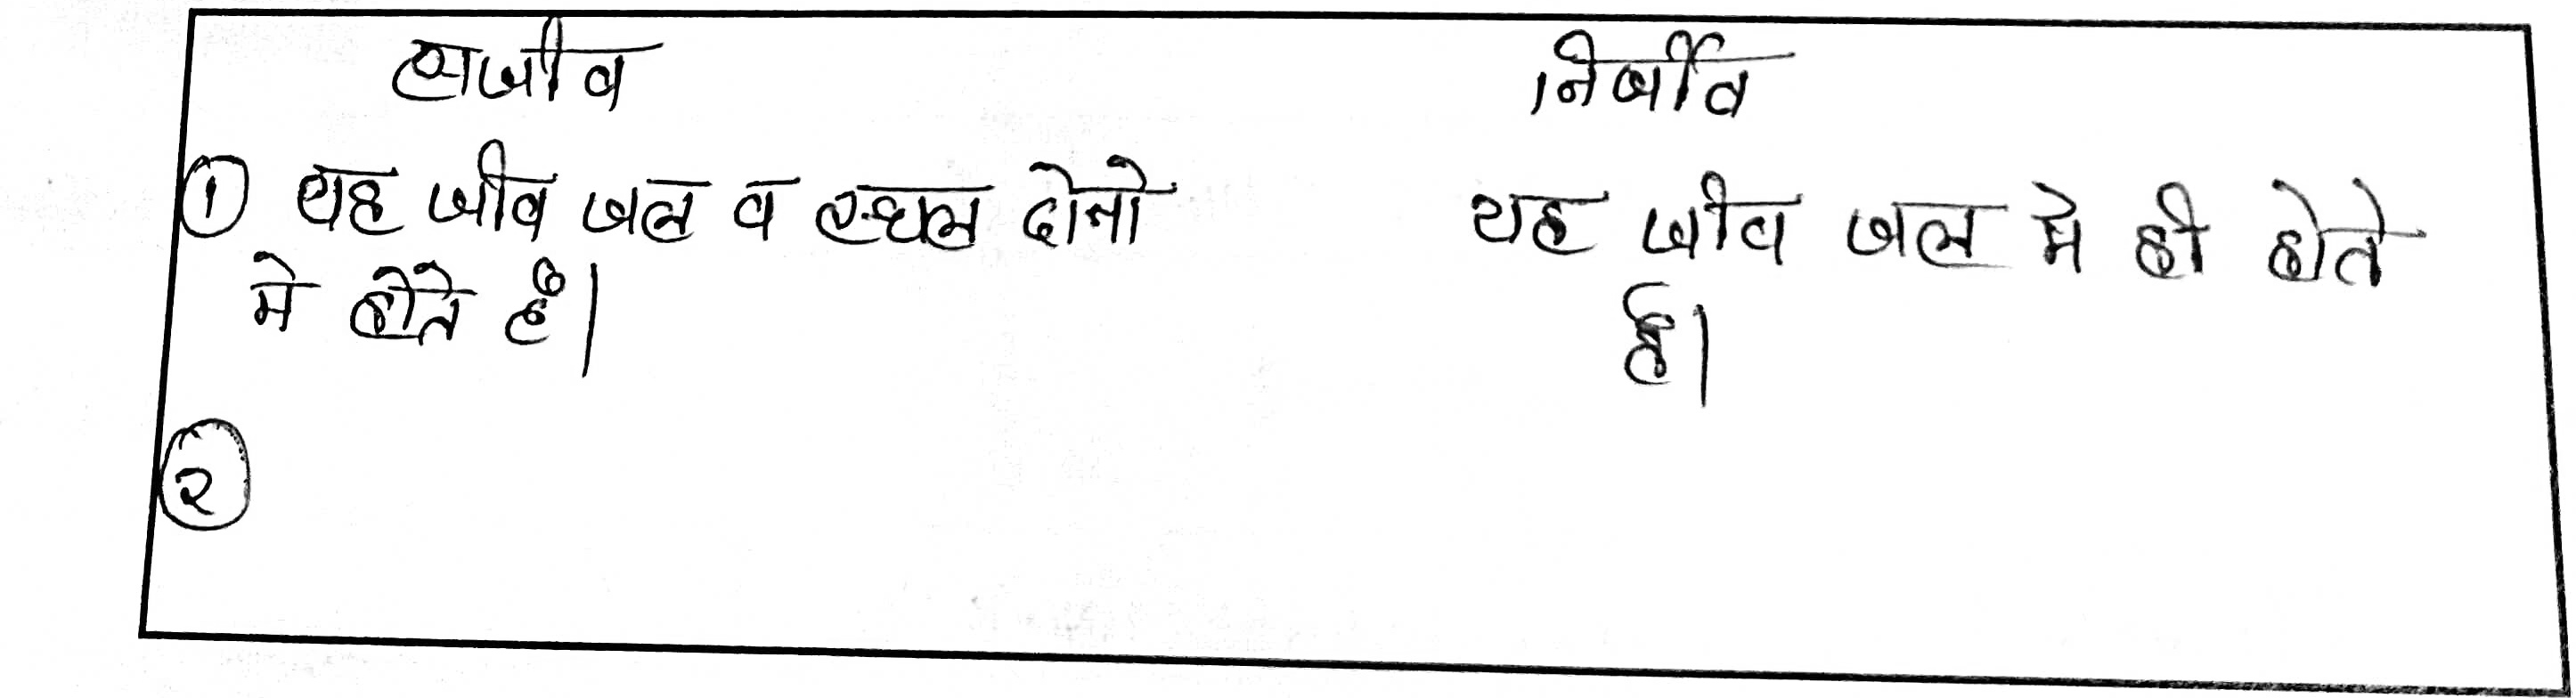 सजीव निर्जीव
① यह जीव जल व स्थल दोनो यह जीव जल मे ही होते
मे होते है। है।
②